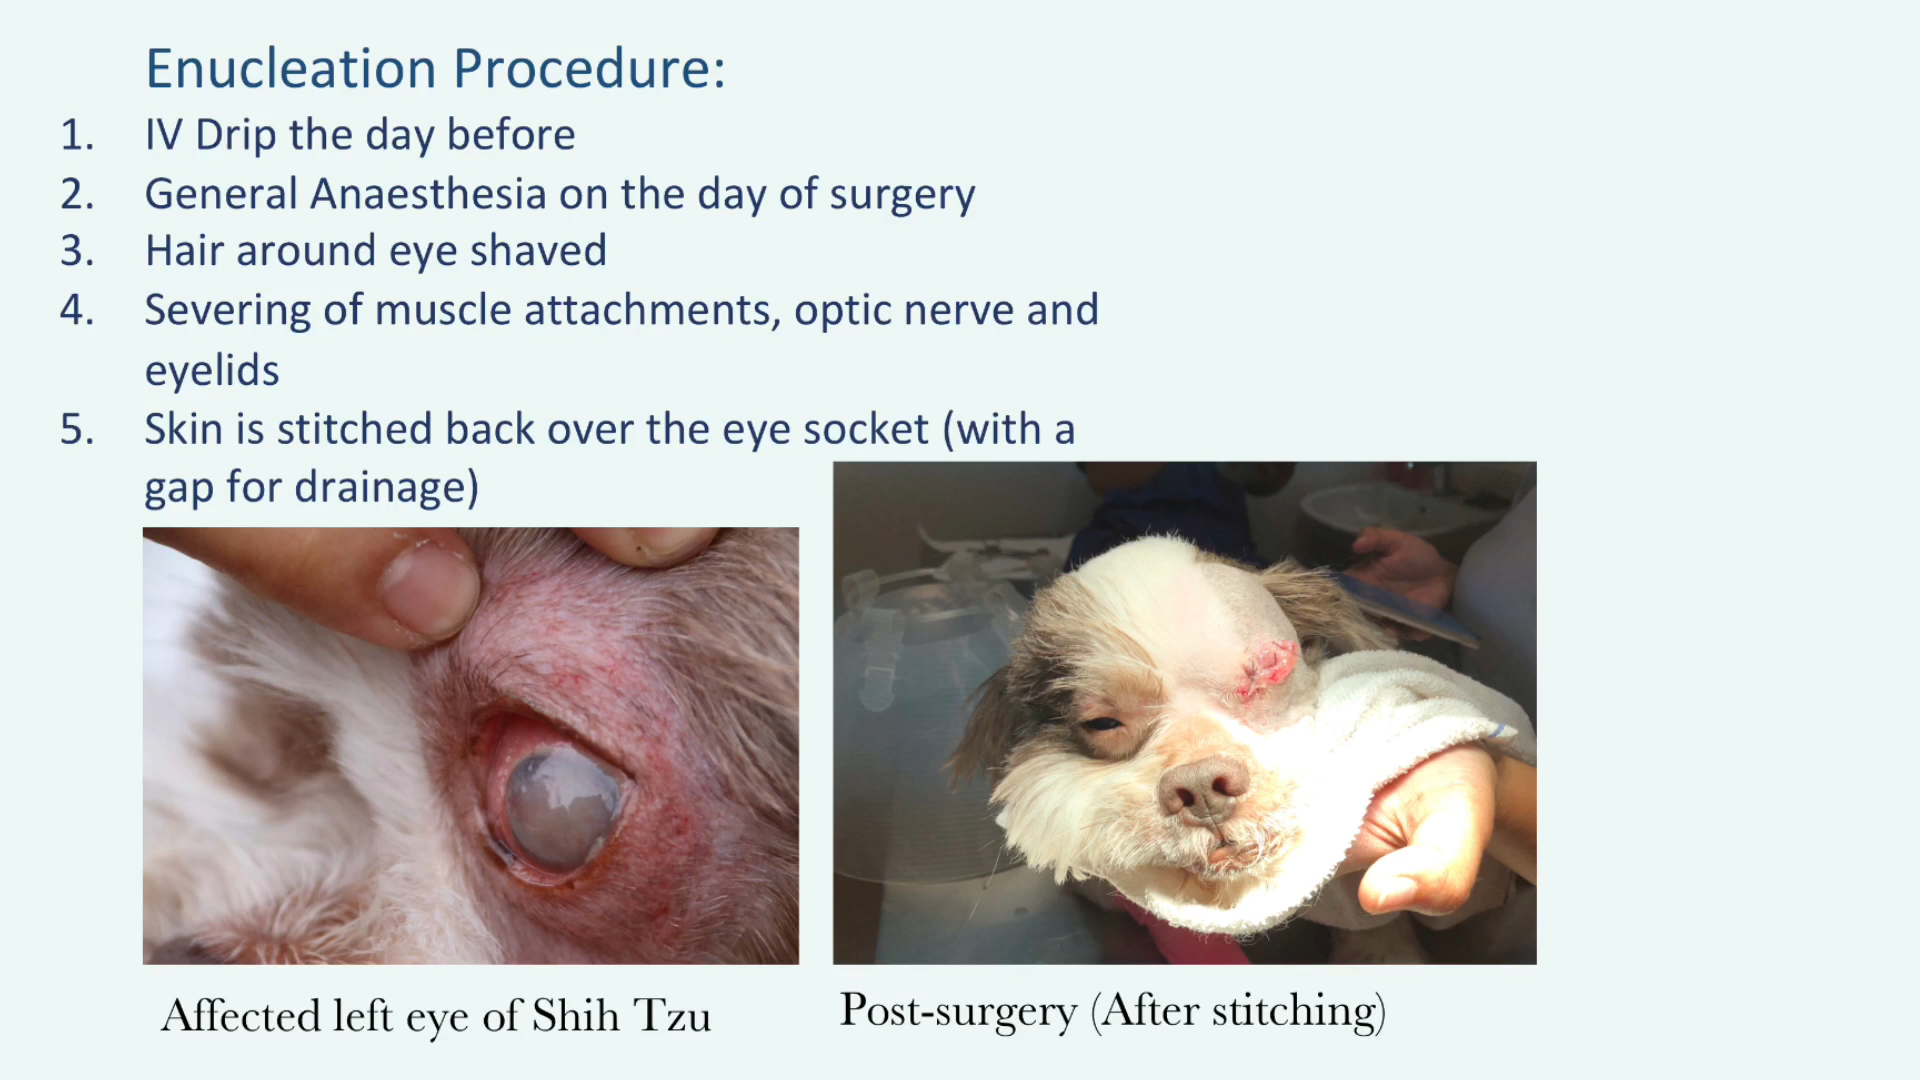 Enucleation Procedure:
1. IV Drip the day before
2. General Anaesthesia on the day of surgery
3. Hair around eye shaved
4. Severing of muscle attachments, optic nerve and
eyelids
5. Skin is stitched back over the eye socket (with a
gap for drainage)
Affected left eye of Shih Tzu
Post-surgery (After stitching)